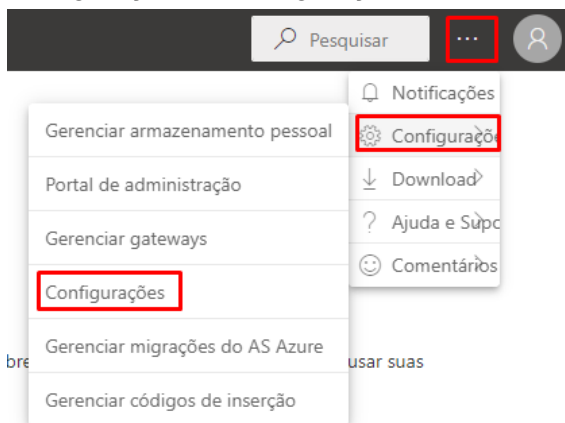 Pesquisar
...
Notificações
Configuraçõe
Download
Ajuda e Supo
Comentários
Gerenciar armazenamento pessoal
Portal de administração
Gerenciar gateways
Configurações
Gerenciar migrações do AS Azure
Gerenciar códigos de inserção
bre
usar suas